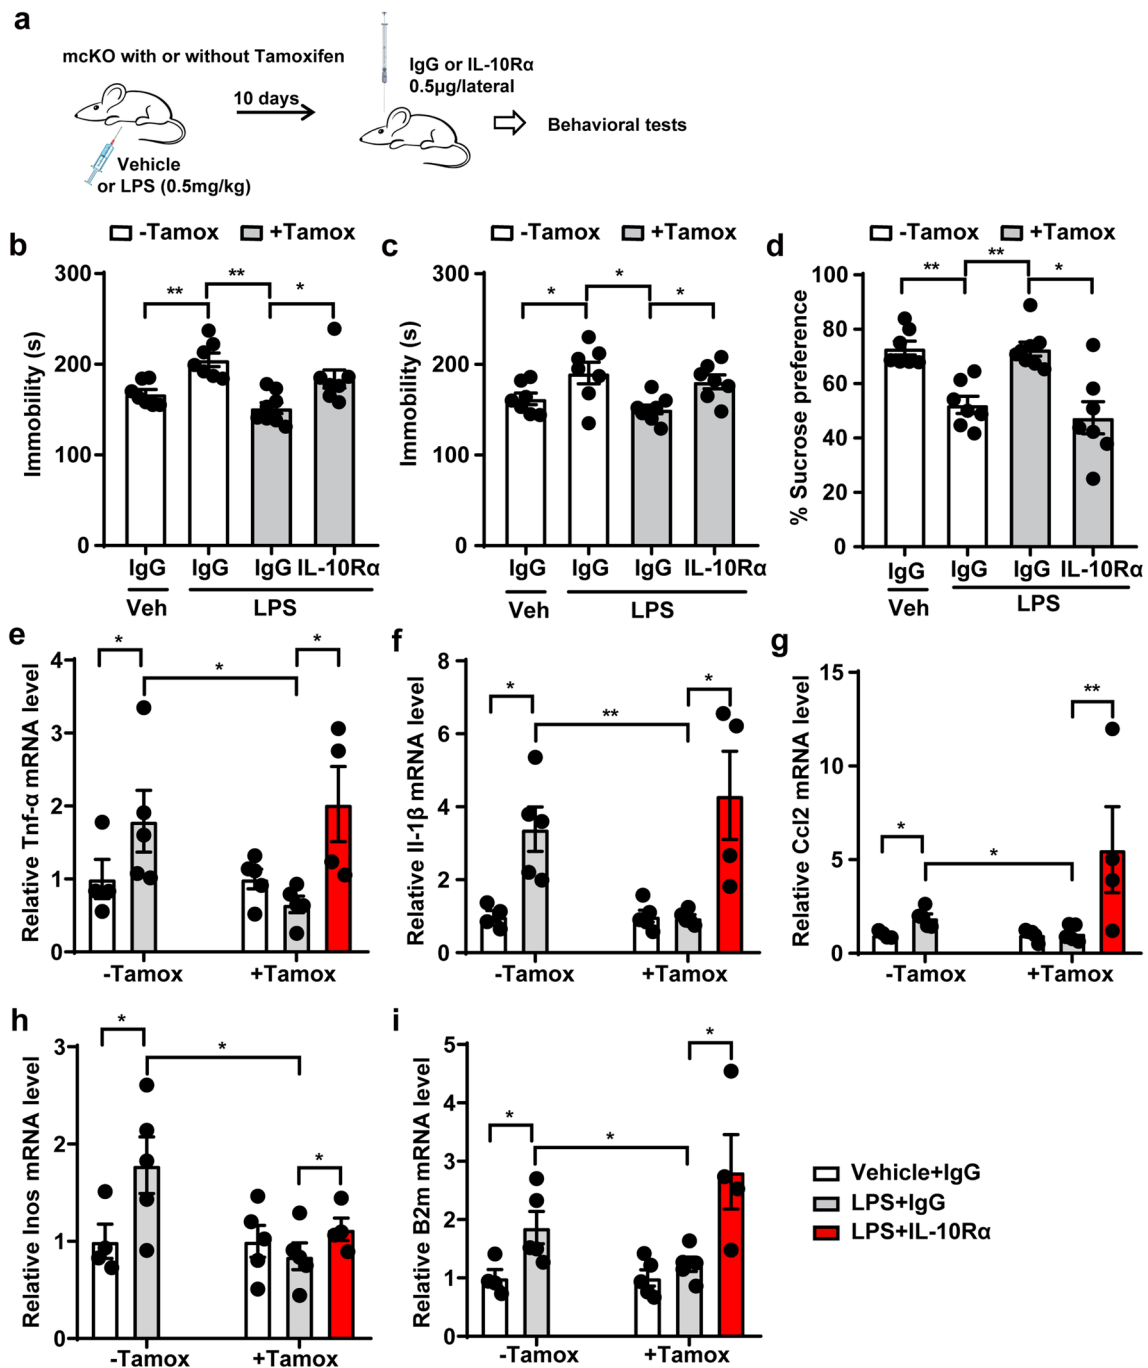 a
mcKO with or without Tamoxifen
10 days
IgG or IL-10Rα
0.5μg/lateral
Behavioral tests
Vehicle
or LPS (0.5mg/kg)
b
-Tamox +Tamox
Immobility (s)
300
200
100
0
** ** *
IgG IgG IgG IL-10Rα
Veh LPS
c
-Tamox +Tamox
Immobility (s)
300
200
100
0
* * *
IgG IgG IgG IL-10Rα
Veh LPS
d
-Tamox +Tamox
% Sucrose preference
100
80
60
40
20
0
** ** *
IgG IgG IgG IL-10Rα
Veh LPS
e
Relative Tnf-α mRNA level
4
3
2
1
0
* * *
-Tamox +Tamox
f
Relative Il-1β mRNA level
8
6
4
2
0
* ** *
-Tamox +Tamox
g
Relative Ccl2 mRNA level
15
10
5
0
* * **
-Tamox +Tamox
h
Relative Inos mRNA level
3
2
1
0
* * *
-Tamox +Tamox
i
Relative B2m mRNA level
5
4
3
2
1
0
* * *
-Tamox +Tamox
Vehicle+IgG
LPS+IgG
LPS+IL-10Rα